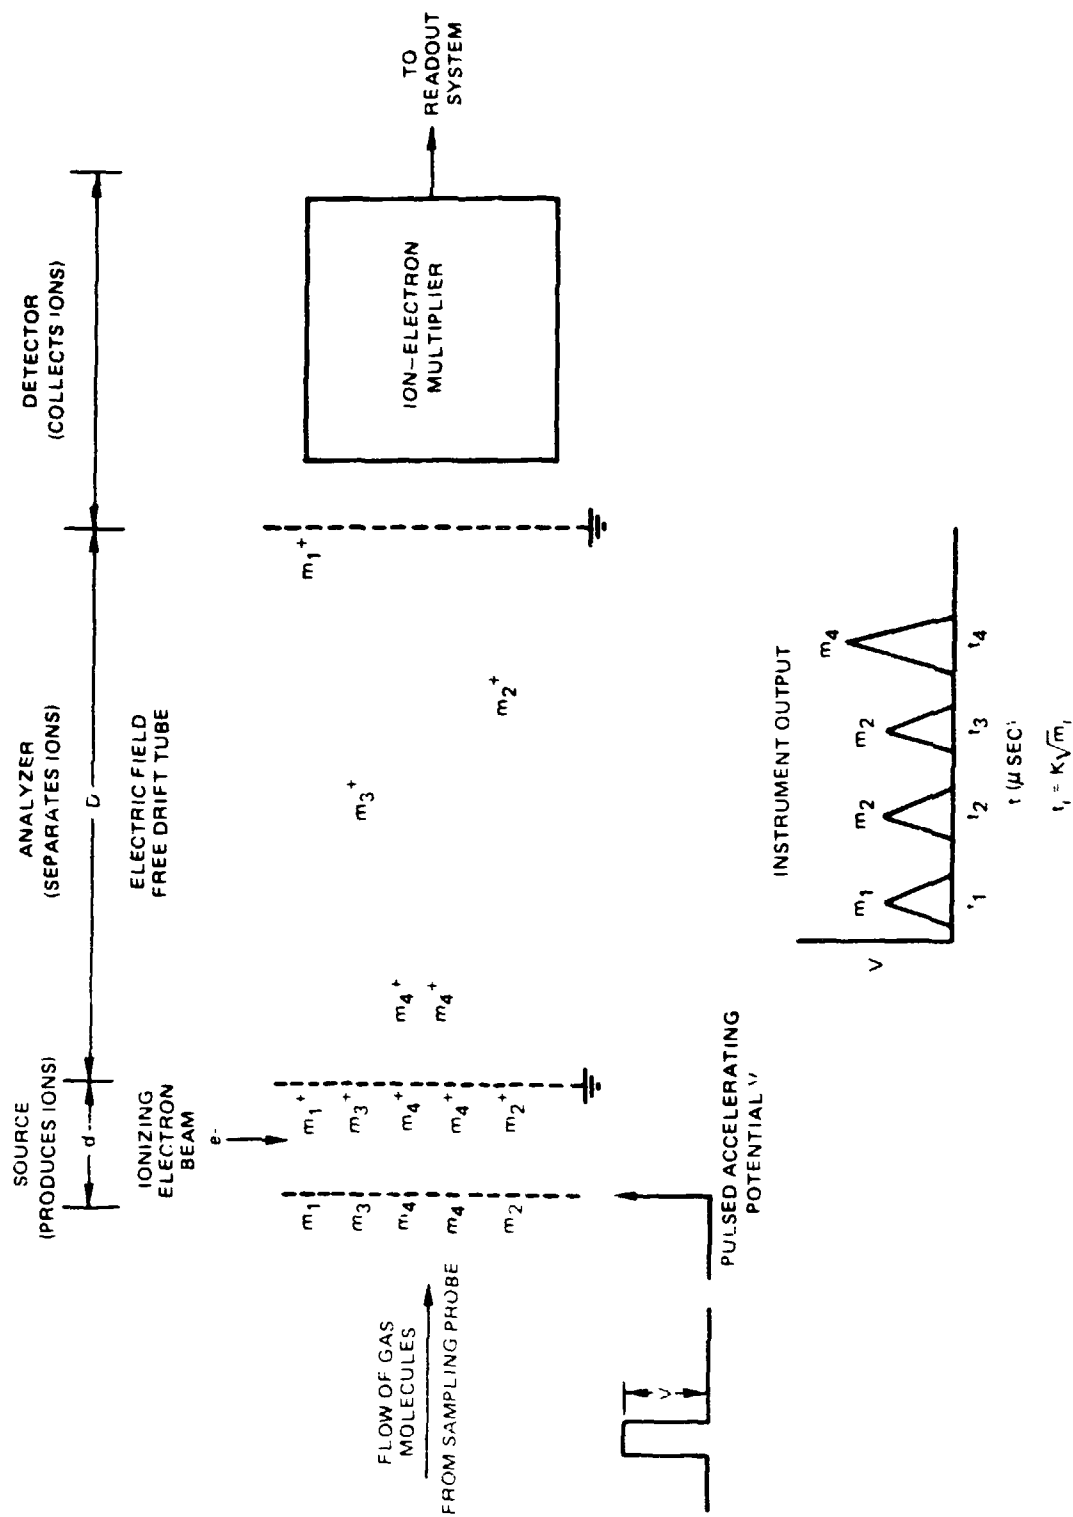 SOURCE
(PRODUCES IONS)
ANALYZER
(SEPARATES IONS)
DETECTOR
(COLLECTS IONS)
d
D
IONIZING
ELECTRON
BEAM
e-
ELECTRIC FIELD
FREE DRIFT TUBE
FLOW OF GAS
MOLECULES
FROM SAMPLING PROBE
m1
m3
m4
m4
m2
m1+
m3+
m4+
m4+
m2+
m4+
m4+
m3+
m2+
m1+
ION-ELECTRON
MULTIPLIER
TO
READOUT
SYSTEM
V
PULSED ACCELERATING
POTENTIAL V
INSTRUMENT OUTPUT
V
m1
m2
m2
m4
t1
t2
t3
t4
t (μ SEC)
ti = K√mi